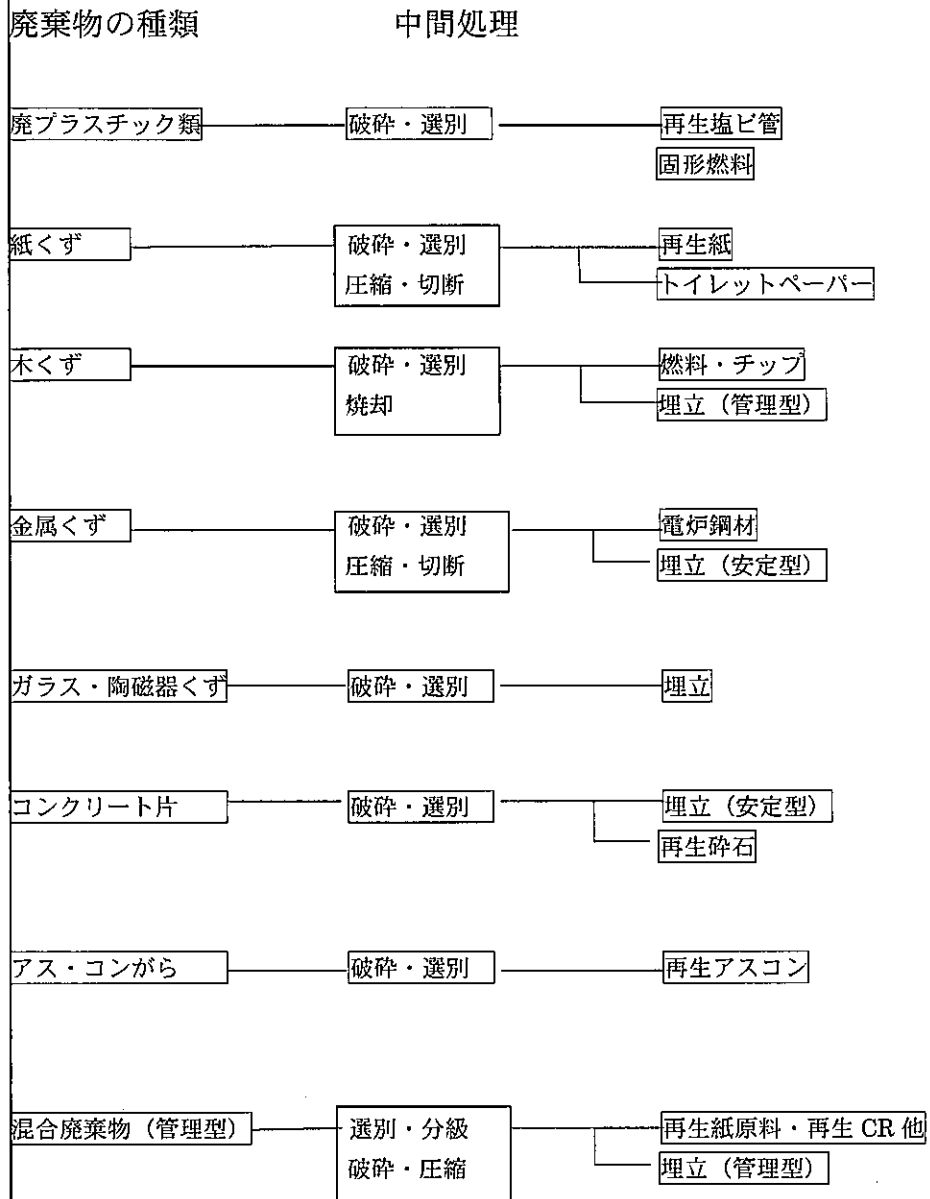 廃棄物の種類 中間処理
廃プラスチック類 破砕・選別 再生塩ビ管
固形燃料
紙くず 破砕・選別 再生紙
圧縮・切断 トイレットペーパー
木くず 破砕・選別 燃料・チップ
焼却 埋立（管理型）
金属くず 破砕・選別 電炉鋼材
圧縮・切断 埋立（安定型）
ガラス・陶磁器くず 破砕・選別 埋立
コンクリート片 破砕・選別 埋立（安定型）
再生砕石
アス・コンがら 破砕・選別 再生アスコン
混合廃棄物（管理型） 選別・分級 再生紙原料・再生 CR 他
破砕・圧縮 埋立（管理型）